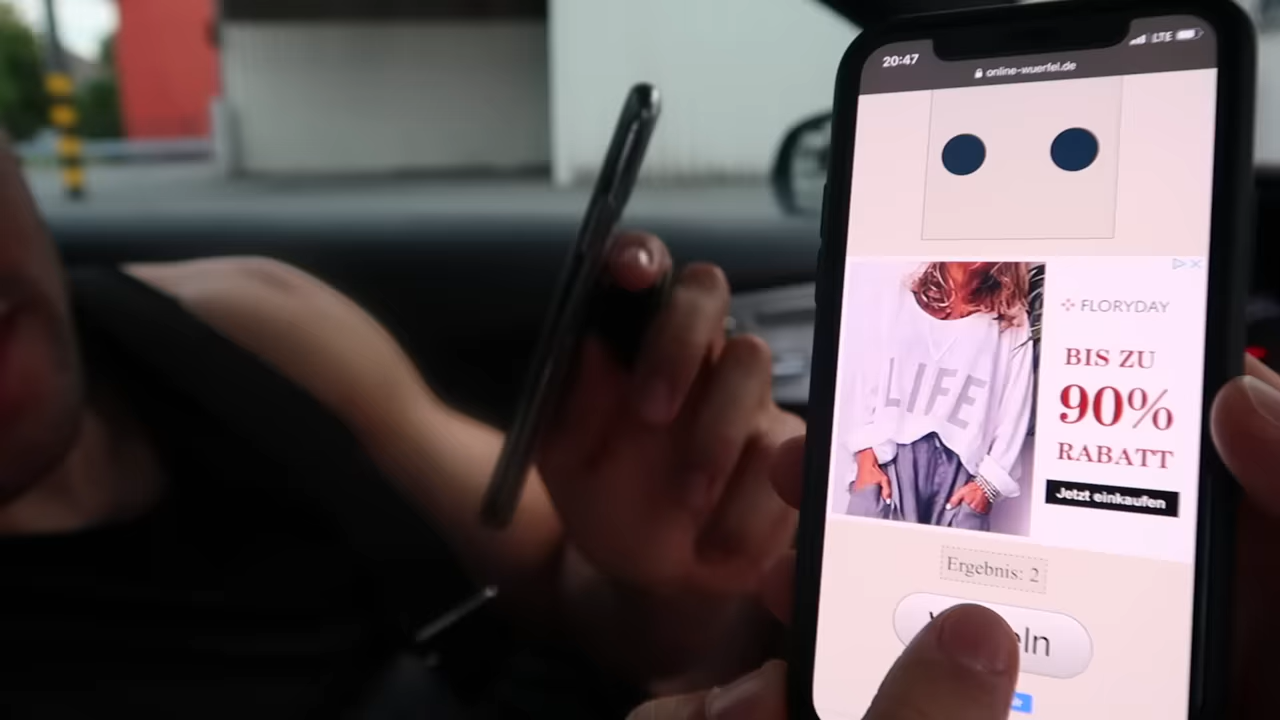 20:47
LTE
online-wuerfel.de
FLORYDAY
BIS ZU
90%
RABATT
Jetzt einkaufen
LIFE
Ergebnis: 2